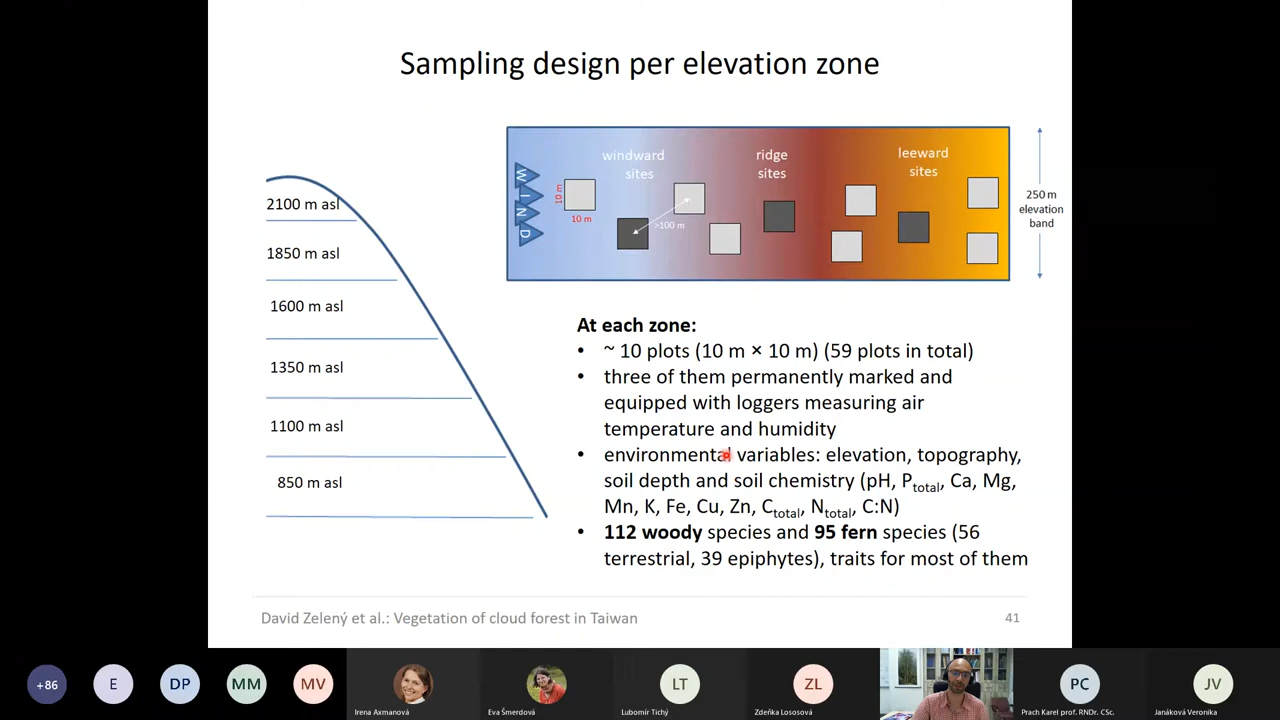 Sampling design per elevation zone
2100 m asl
1850 m asl
1600 m asl
1350 m asl
1100 m asl
850 m asl
WIND
10 m
10 m
windward
sites
>100 m
ridge
sites
leeward
sites
250 m
elevation
band
At each zone:
• ~ 10 plots (10 m × 10 m) (59 plots in total)
• three of them permanently marked and
equipped with loggers measuring air
temperature and humidity
• environmental variables: elevation, topography,
soil depth and soil chemistry (pH, Ptotal, Ca, Mg,
Mn, K, Fe, Cu, Zn, Ctotal, Ntotal, C:N)
• 112 woody species and 95 fern species (56
terrestrial, 39 epiphytes), traits for most of them
David Zelený et al.: Vegetation of cloud forest in Taiwan
41
+86
E
DP
MM
MV
Irena Axmanová
Eva Šmerdová
LT
Lubomír Tichý
ZL
Zdeňka Lososová
PC
Prach Karel prof. RNDr. CSc.
JV
Janáková Veronika